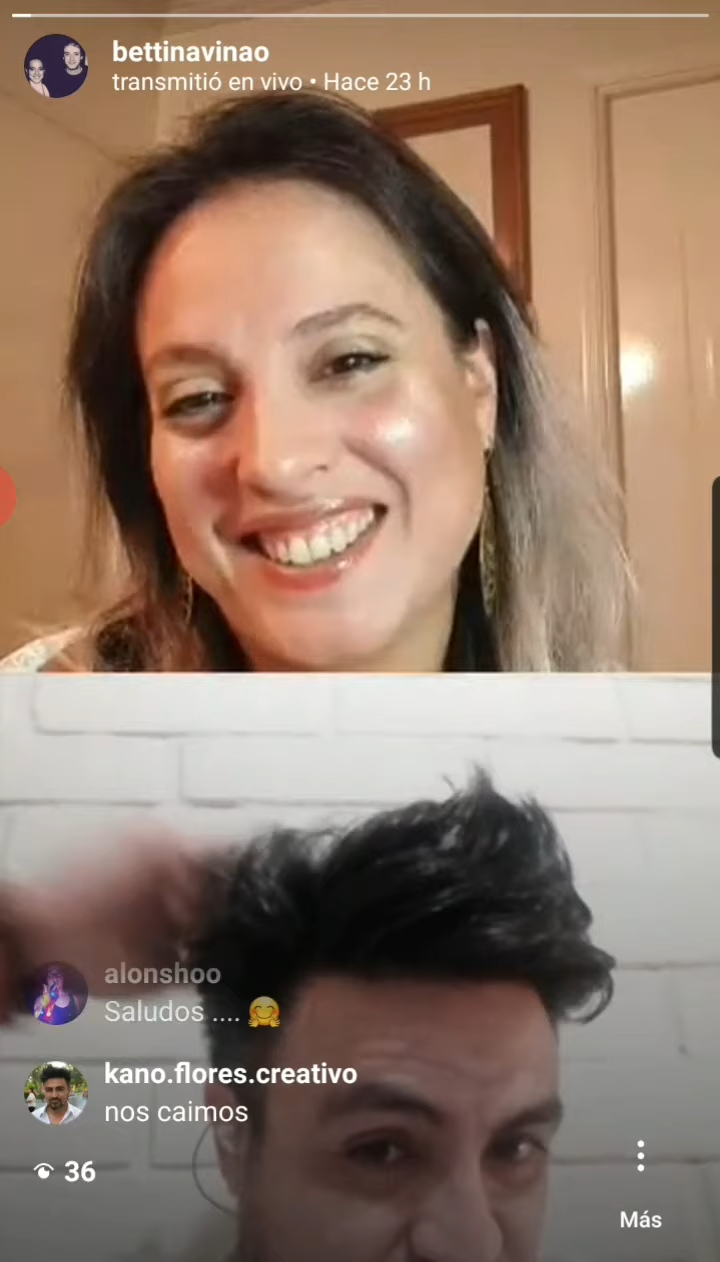 bettinavinao
transmitió en vivo • Hace 23 h
alonshoo
Saludos .... 🤗
kano.flores.creativo
nos caimos
36
Más